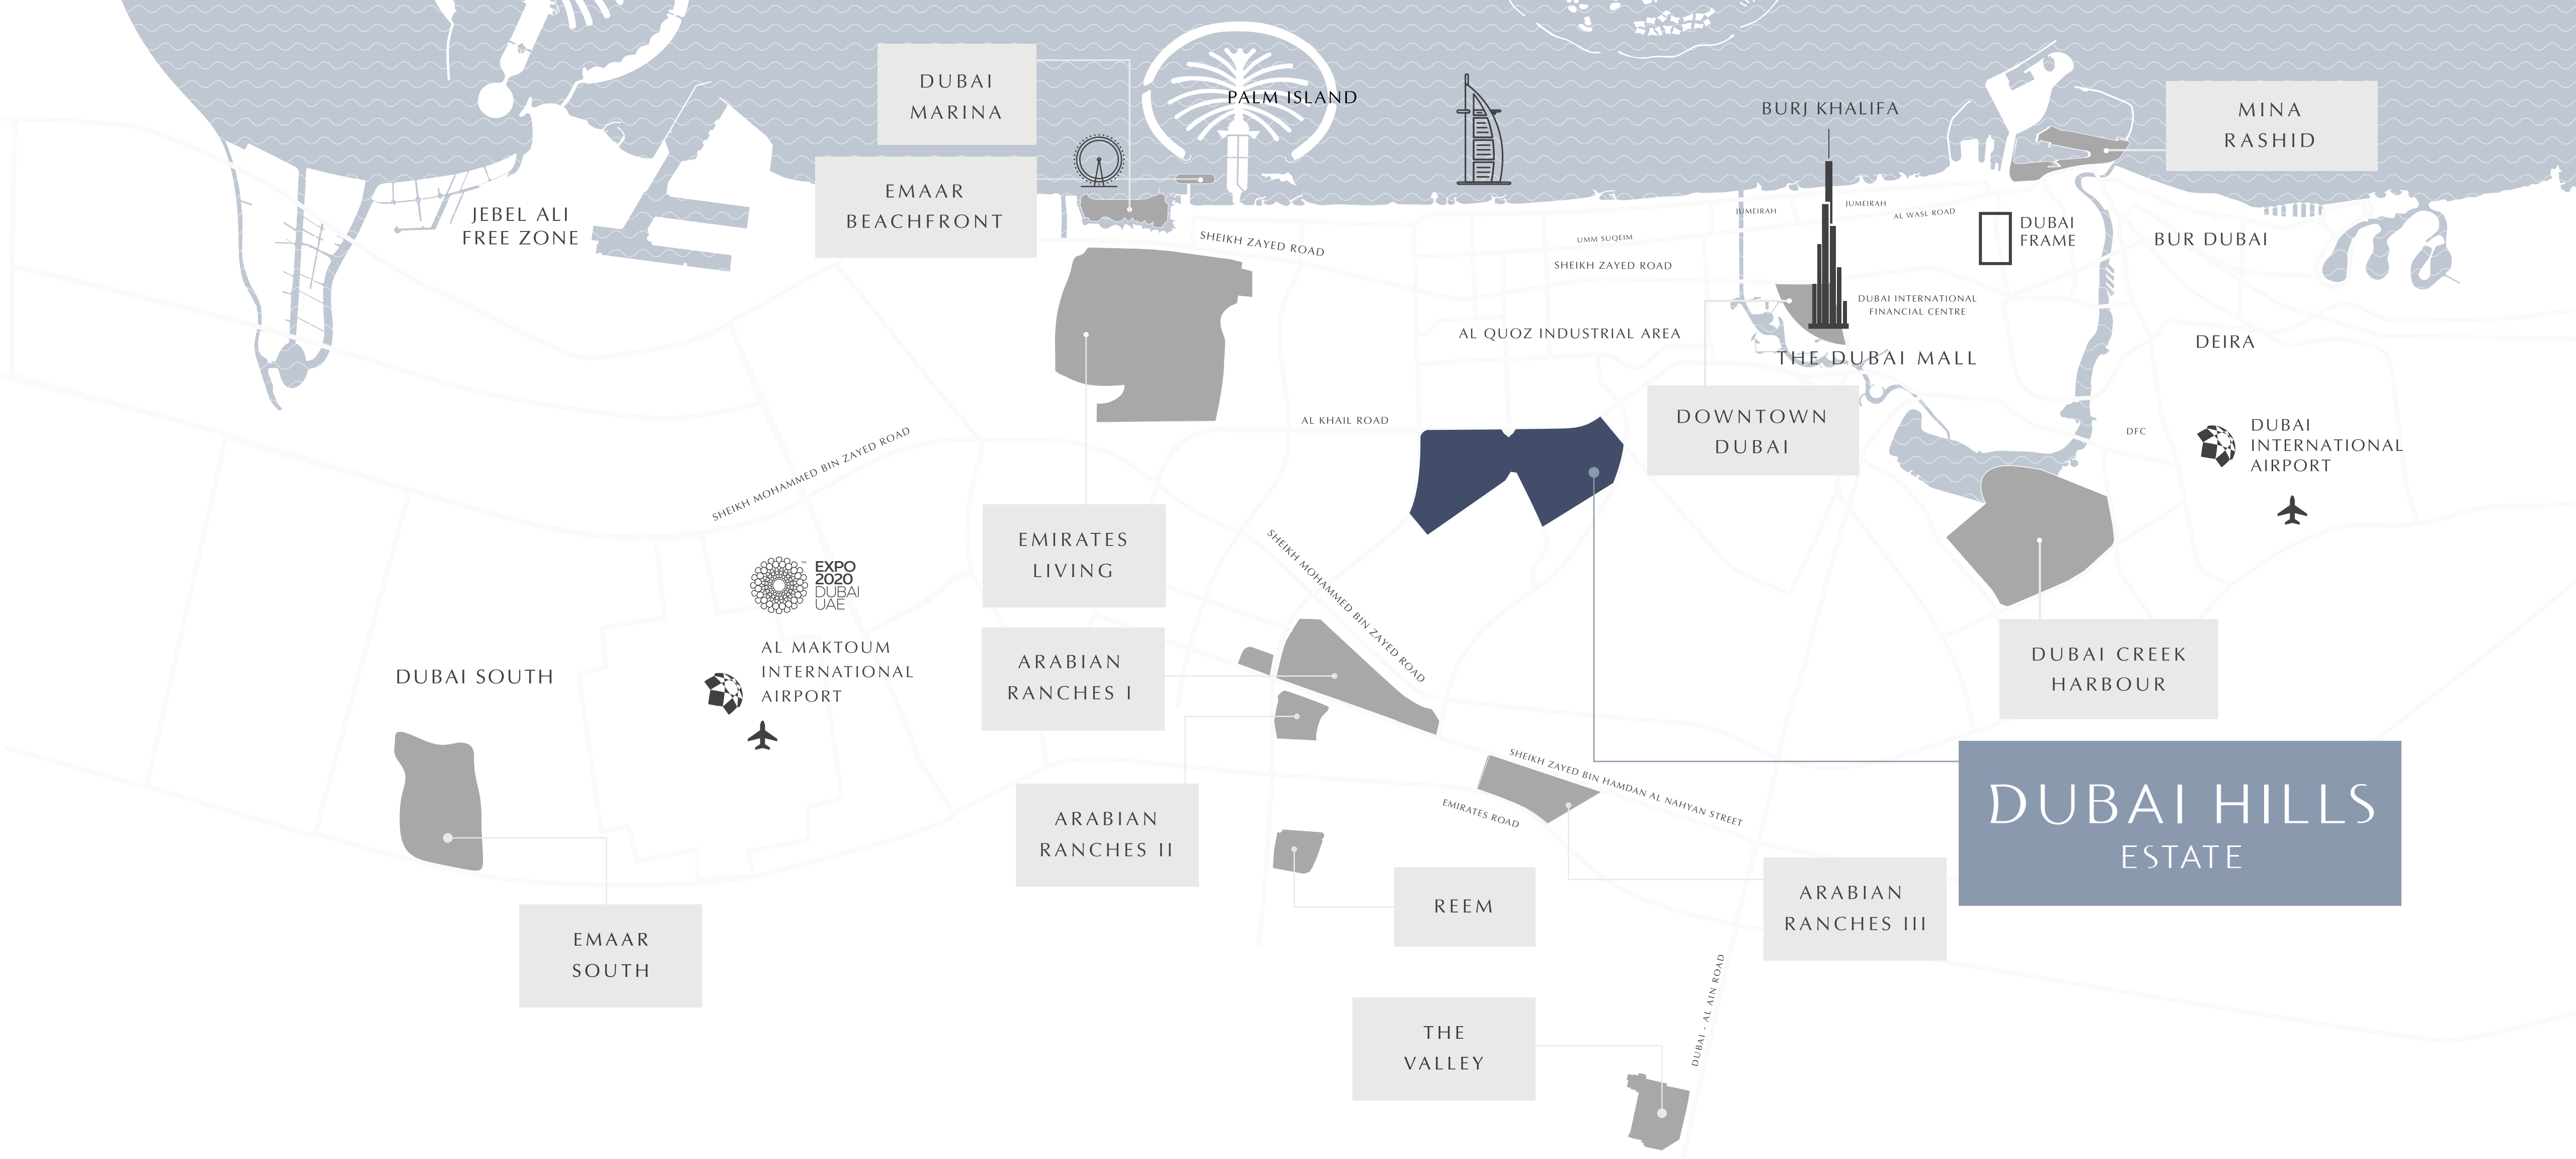 DUBAI
MARINA
PALM ISLAND
BURJ KHALIFA
MINA
RASHID
EMAAR
BEACHFRONT
JEBEL ALI
FREE ZONE
SHEIKH ZAYED ROAD
UMM SUQEIM
SHEIKH ZAYED ROAD
JUMEIRAH
JUMEIRAH
AL WASL ROAD
DUBAI
FRAME
BUR DUBAI
DUBAI INTERNATIONAL
FINANCIAL CENTRE
AL QUOZ INDUSTRIAL AREA
THE DUBAI MALL
DEIRA
DOWNTOWN
DUBAI
AL KHAIL ROAD
DFC
DUBAI
INTERNATIONAL
AIRPORT
SHEIKH MOHAMMED BIN ZAYED ROAD
EMIRATES
LIVING
EXPO
2020
DUBAI
UAE
™
SHEIKH MOHAMMED BIN ZAYED ROAD
AL MAKTOUM
INTERNATIONAL
AIRPORT
DUBAI SOUTH
ARABIAN
RANCHES I
DUBAI CREEK
HARBOUR
SHEIKH ZAYED BIN HAMDAN AL NAHYAN STREET
EMIRATES ROAD
DUBAI HILLS
ESTATE
ARABIAN
RANCHES II
REEM
ARABIAN
RANCHES III
EMAAR
SOUTH
DUBAI - AL AIN ROAD
THE
VALLEY